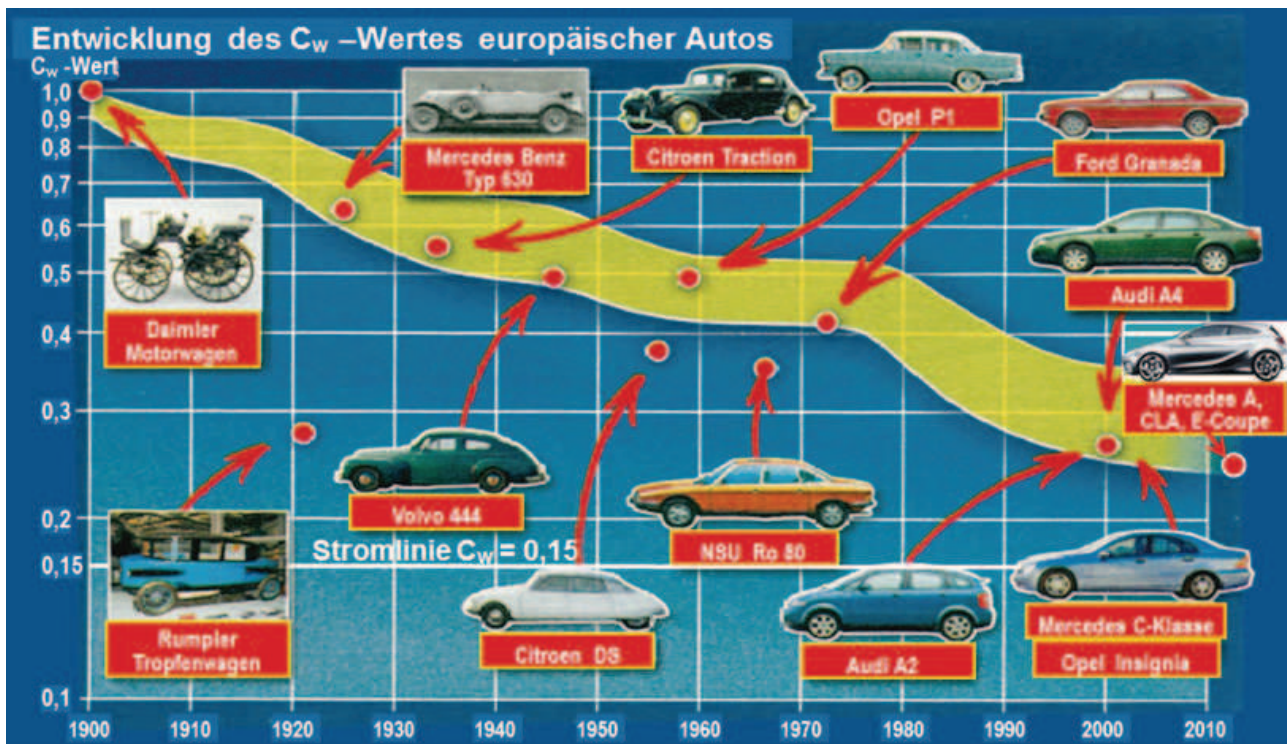 Entwicklung des Cw –Wertes europäischer Autos
Cw -Wert
1,0
0,9
0,8
0,7
0,6
0,5
0,4
0,3
0,2
0,15
0,1
Mercedes Benz
Typ 630
Citroen Traction
Opel P1
Ford Granada
Daimler
Motorwagen
Audi A4
Mercedes A,
CLA, E-Coupe
Volvo 444
Stromlinie Cw = 0,15
NSU Ro 80
Rumpler
Tropfenwagen
Citroen DS
Audi A2
Mercedes C-Klasse
Opel Insignia
1900 1910 1920 1930 1940 1950 1960 1970 1980 1990 2000 2010